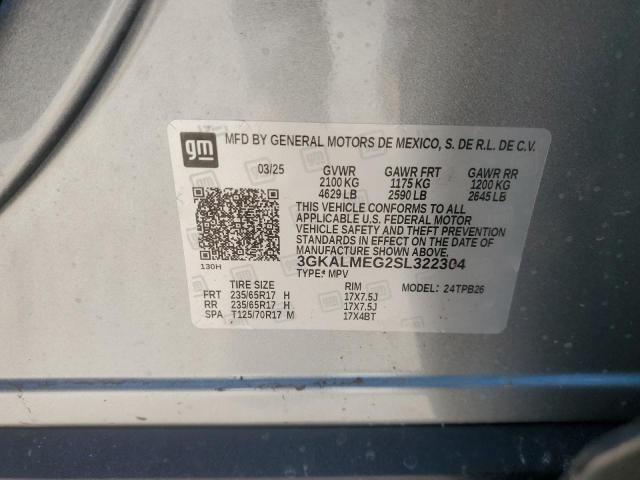 gm
MFD BY GENERAL MOTORS DE MEXICO, S. DE R.L. DE C.V.
03/25 GVWR GAWR FRT GAWR RR
2100 KG 1175 KG 1200 KG
4629 LB 2590 LB 2645 LB
THIS VEHICLE CONFORMS TO ALL
APPLICABLE U.S. FEDERAL MOTOR
VEHICLE SAFETY AND THEFT PREVENTION
STANDARDS IN EFFECT ON THE DATE OF
MANUFACTURE SHOWN ABOVE.
130H 3GKALMEG2SL322304
TYPE: MPV
TIRE SIZE RIM MODEL: 24TPB26
FRT 235/65R17 H 17X7.5J
RR 235/65R17 H 17X7.5J
SPA T125/70R17 M 17X4BT